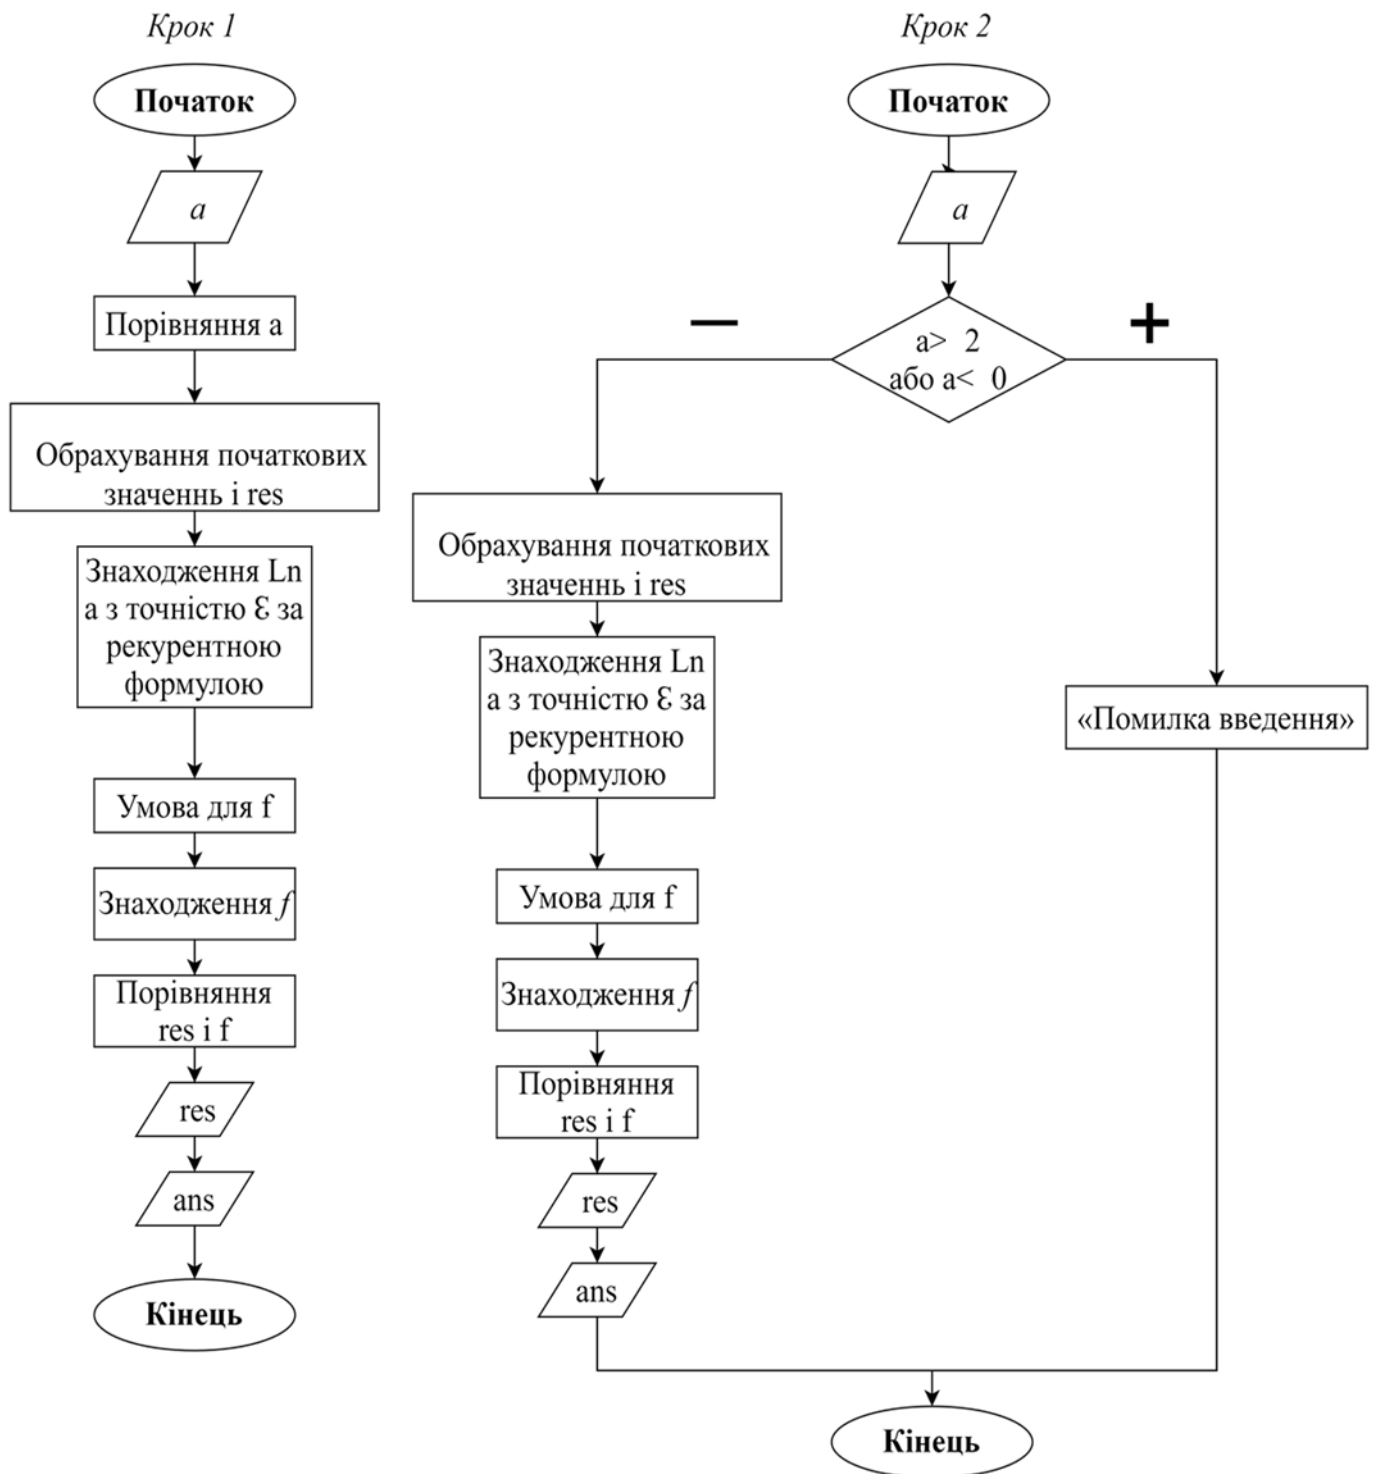 Крок 1
Початок
a
Порівняння а
Обрахування початкових
значеннь і res
Знаходження Ln
а з точністю Ɛ за
рекурентною
формулою
Умова для f
Знаходження f
Порівняння
res і f
res
ans
Кінець
Крок 2
Початок
a
a> 2
або a< 0
—
+
Обрахування початкових
значеннь і res
Знаходження Ln
а з точністю Ɛ за
рекурентною
формулою
Умова для f
Знаходження f
Порівняння
res і f
res
ans
«Помилка введення»
Кінець